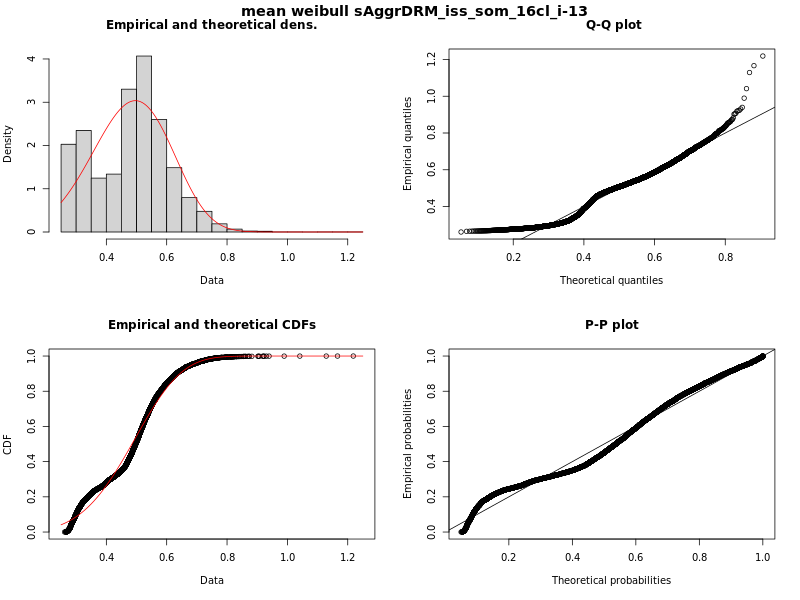 mean weibull sAggrDRM_iss_som_16cl_i-13
Empirical and theoretical dens.
Density
0 1 2 3 4
0.4 0.6 0.8 1.0 1.2
Data
Q-Q plot
Empirical quantiles
0.4 0.6 0.8 1.0 1.2
0.2 0.4 0.6 0.8
Theoretical quantiles
Empirical and theoretical CDFs
CDF
0.0 0.2 0.4 0.6 0.8 1.0
0.4 0.6 0.8 1.0 1.2
Data
P-P plot
Empirical probabilities
0.0 0.2 0.4 0.6 0.8 1.0
0.2 0.4 0.6 0.8 1.0
Theoretical probabilities